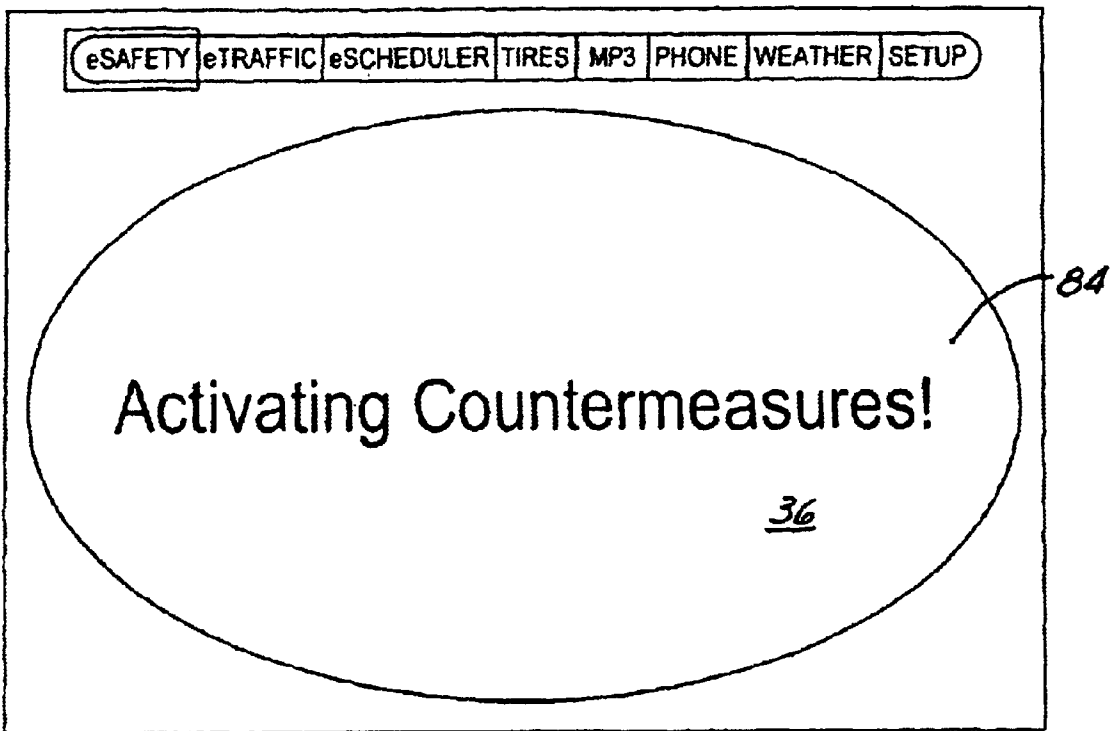 eSAFETY eTRAFFIC eSCHEDULER TIRES MP3 PHONE WEATHER SETUP
84
Activating Countermeasures!
36